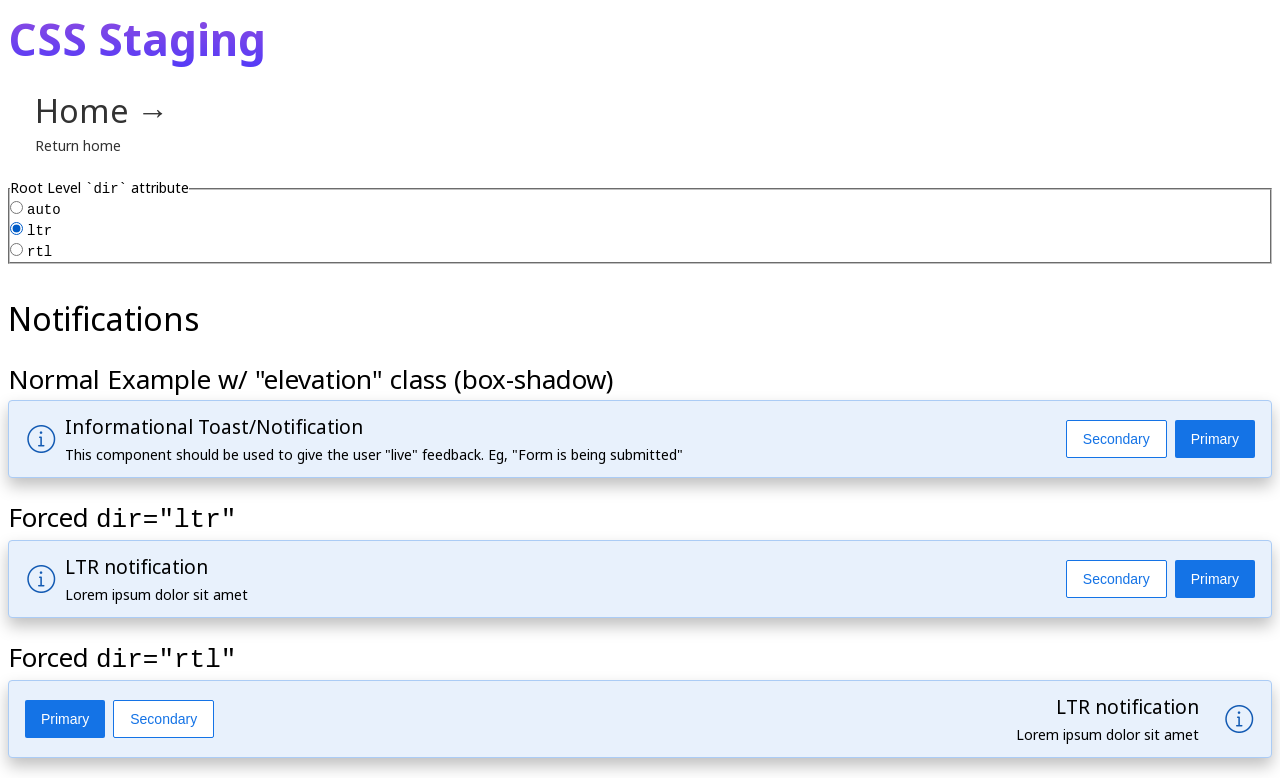 CSS Staging
Home →
Return home
Root Level `dir` attribute
auto
ltr
rtl
Notifications
Normal Example w/ "elevation" class (box-shadow)
Informational Toast/Notification
This component should be used to give the user "live" feedback. Eg, "Form is being submitted"
Secondary
Primary
Forced dir="ltr"
LTR notification
Lorem ipsum dolor sit amet
Secondary
Primary
Forced dir="rtl"
Primary
Secondary
LTR notification
Lorem ipsum dolor sit amet